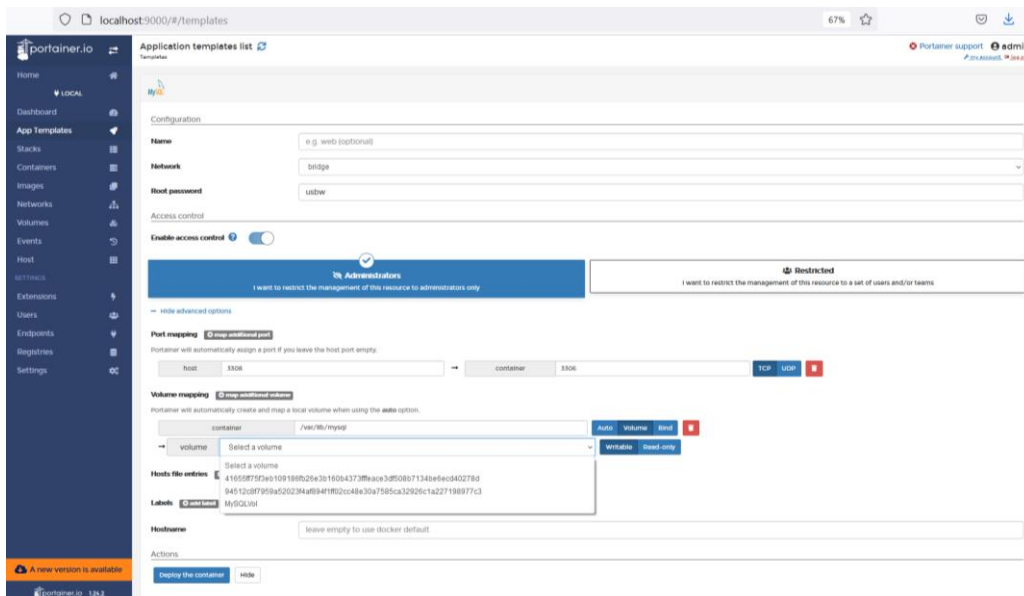 localhost:9000/#/templates
67%
portainer.io
Application templates list
Templates
Portainer support
admi
my account
Home
LOCAL
Dashboard
App Templates
Stacks
Containers
Images
Networks
Volumes
Events
Host
SETTINGS
Extensions
Users
Endpoints
Registries
Settings
A new version is available
portainer.io 1.24.2
MySQL
Configuration
Name
e.g. web (optional)
Network
bridge
Root password
usbw
Access control
Enable access control
Administrators
I want to restrict the management of this resource to administrators only
Restricted
I want to restrict the management of this resource to a set of users and/or teams
Hide advanced options
Port mapping map additional port
Portainer will automatically assign a port if you leave the host port empty.
host 3306 → container 3306 TCP UDP
Volume mapping map additional volume
Portainer will automatically create and map a local volume when using the auto option.
container /var/lib/mysql Auto Volume Bind
→ volume Select a volume Writable Read-only
Select a volume
MySQLVol
Hosts file entries
Labels add label
Hostname
leave empty to use docker default
Actions
Deploy the container Hide